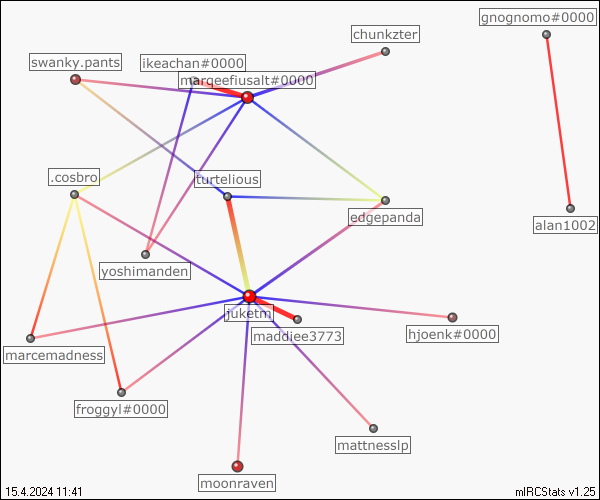 gnognomo#0000
chunkzter
swanky.pants
ikeachan#0000
marqeefiusalt#0000
.cosbro
turtelious
edgepanda
alan1002
yoshimanden
juketm
maddiee3773
hjoenk#0000
marcemadness
froggyl#0000
mattnesslp
moonraven
15.4.2024 11:41
mIRCStats v1.25